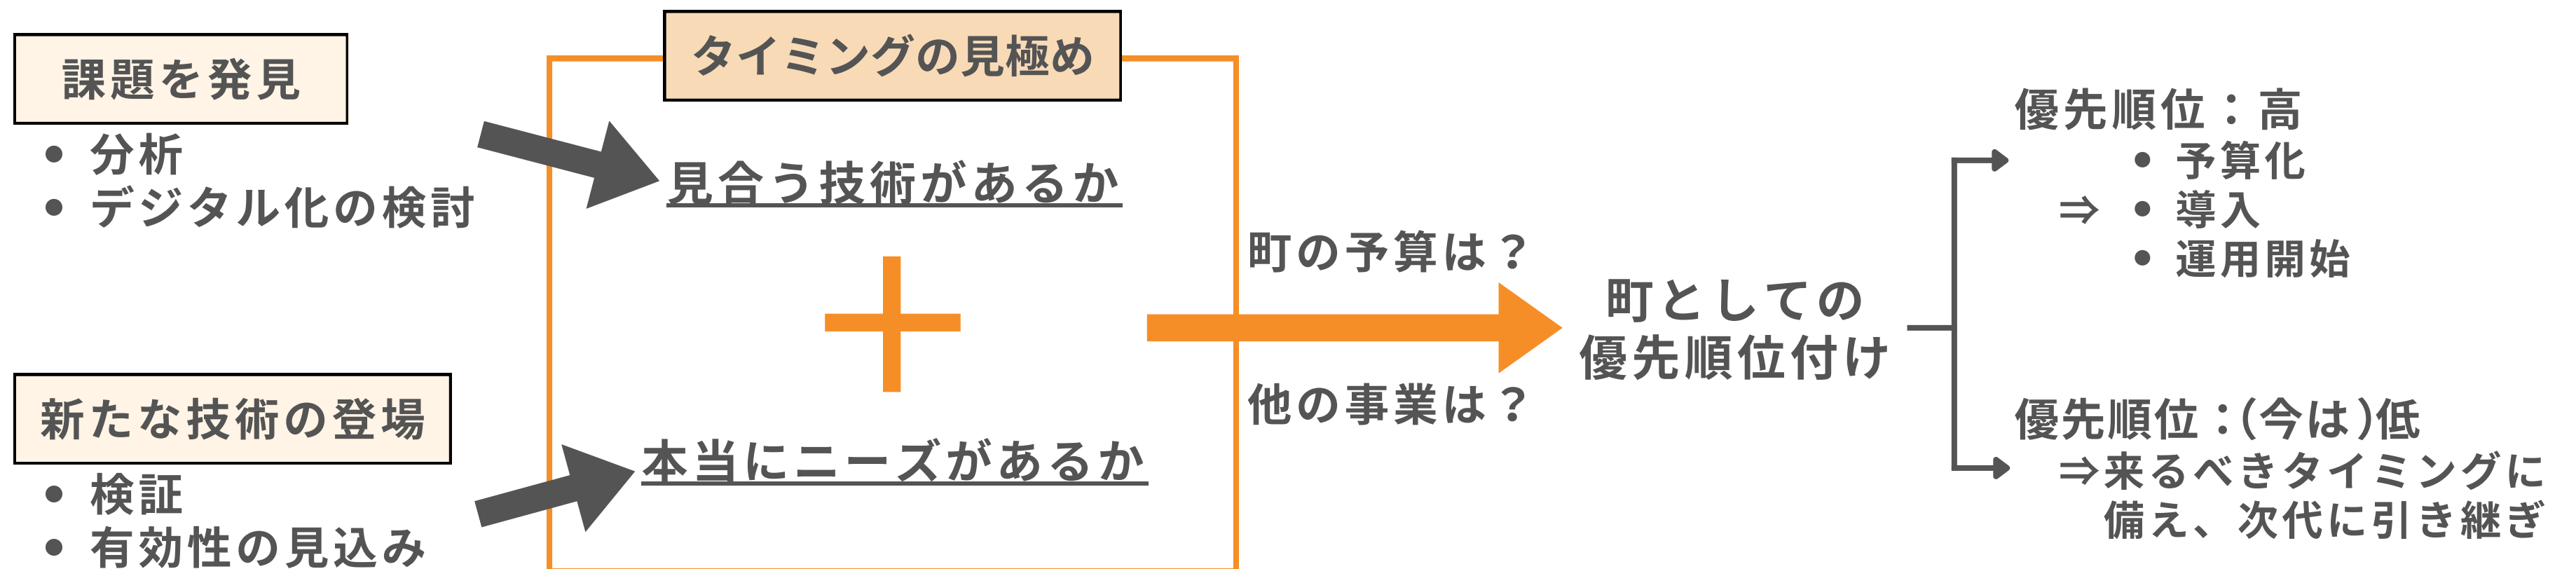 課題を発見
• 分析
• デジタル化の検討
新たな技術の登場
• 検証
• 有効性の見込み
タイミングの見極め
見合う技術があるか
+
本当にニーズがあるか
町の予算は？
他の事業は？
町としての
優先順位付け
優先順位：高
• 予算化
⇒ • 導入
• 運用開始
優先順位：(今は)低
⇒来るべきタイミングに
備え、次代に引き継ぎ